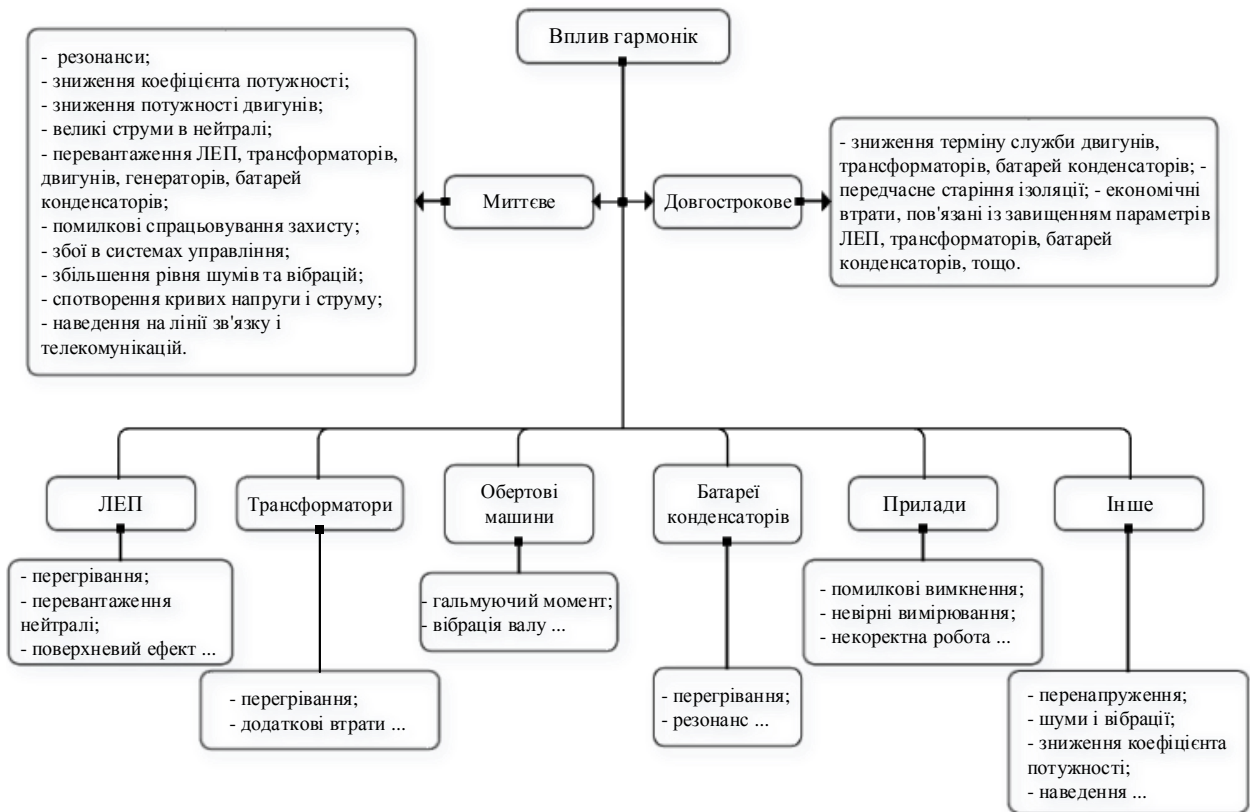 Вплив гармонік
- резонанси;
- зниження коефіцієнта потужності;
- зниження потужності двигунів;
- великі струми в нейтралі;
- перевантаження ЛЕП, трансформаторів,
двигунів, генераторів, батарей
конденсаторів;
- помилкові спрацьовування захисту;
- збої в системах управління;
- збільшення рівня шумів та вібрацій;
- спотворення кривих напруги і струму;
- наведення на лінії зв'язку і
телекомунікацій.
Миттєве
Довгострокове
- зниження терміну служби двигунів,
трансформаторів, батарей конденсаторів; -
передчасне старіння ізоляції; - економічні
втрати, пов'язані із завищенням параметрів
ЛЕП, трансформаторів, батарей
конденсаторів, тощо.
ЛЕП
Трансформатори
Обертові
машини
Батареї
конденсаторів
Прилади
Інше
- перегрівання;
- перевантаження
нейтралі;
- поверхневий ефект ...
- перегрівання;
- додаткові втрати ...
- гальмуючий момент;
- вібрація валу ...
- перегрівання;
- резонанс ...
- помилкові вимкнення;
- невірні вимірювання;
- некоректна робота ...
- перенапруження;
- шуми і вібрації;
- зниження коефіцієнта
потужності;
- наведення ...